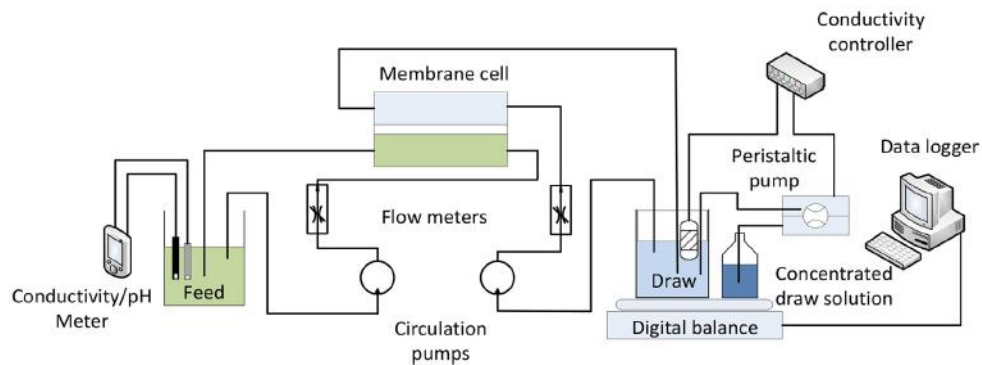 Conductivity
controller
Membrane cell
Peristaltic
pump
Data logger
Flow meters
Conductivity/pH
Meter
Feed
Draw
Concentrated
draw solution
Circulation
pumps
Digital balance